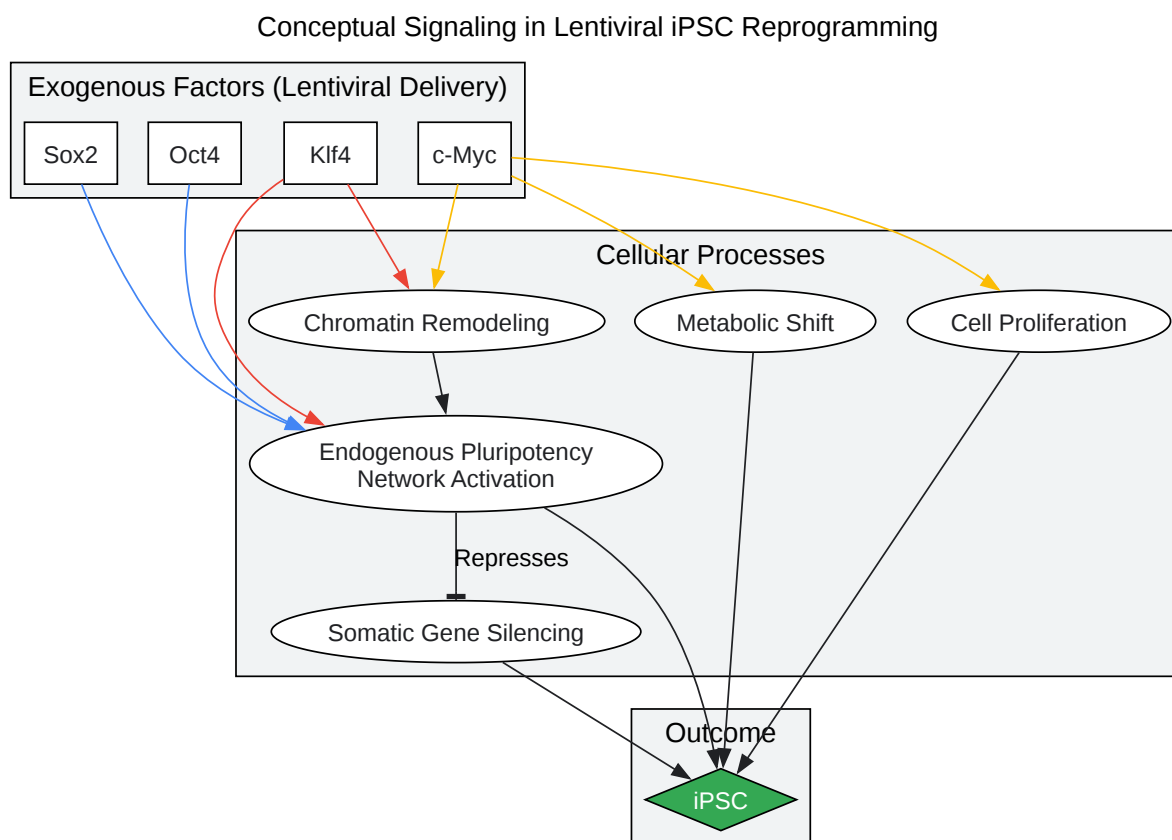 Conceptual Signaling in Lentiviral iPSC Reprogramming
Exogenous Factors (Lentiviral Delivery)
Sox2
Oct4
Klf4
c-Myc
Cellular Processes
Chromatin Remodeling
Metabolic Shift
Cell Proliferation
Endogenous Pluripotency
Network Activation
Represses
Somatic Gene Silencing
Outcome
iPSC